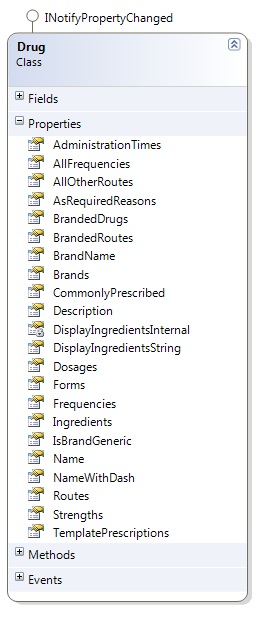 INotifyPropertyChanged
Drug
Class
Fields
Properties
AdministrationTimes
AllFrequencies
AllOtherRoutes
AsRequiredReasons
BrandedDrugs
BrandedRoutes
BrandName
Brands
CommonlyPrescribed
Description
DisplayIngredientsInternal
DisplayIngredientsString
Dosages
Forms
Frequencies
Ingredients
IsBrandGeneric
Name
NameWithDash
Routes
Strengths
TemplatePrescriptions
Methods
Events